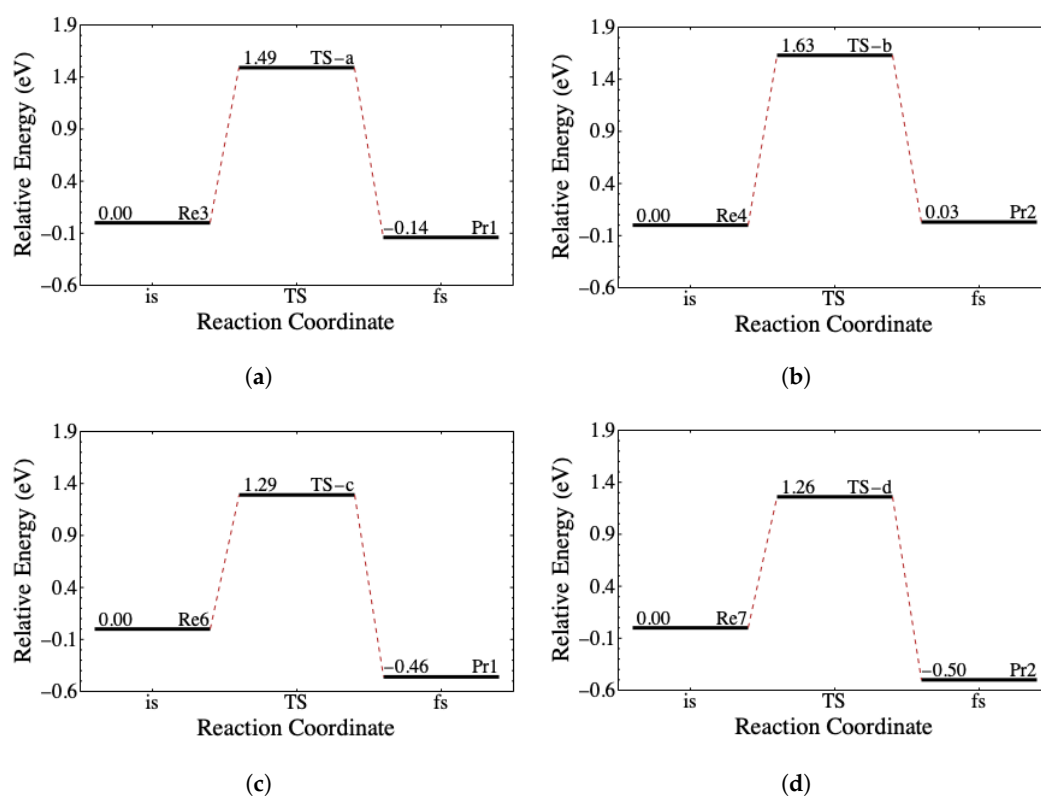 1.9
1.4
0.9
0.4
−0.1
−0.6
Relative Energy (eV)
0.00 Re3
1.49 TS−a
−0.14 Pr1
is TS fs
Reaction Coordinate
(a)
1.9
1.4
0.9
0.4
−0.1
−0.6
Relative Energy (eV)
0.00 Re4
1.63 TS−b
0.03 Pr2
is TS fs
Reaction Coordinate
(b)
1.9
1.4
0.9
0.4
−0.1
−0.6
Relative Energy (eV)
0.00 Re6
1.29 TS−c
−0.46 Pr1
is TS fs
Reaction Coordinate
(c)
1.9
1.4
0.9
0.4
−0.1
−0.6
Relative Energy (eV)
0.00 Re7
1.26 TS−d
−0.50 Pr2
is TS fs
Reaction Coordinate
(d)